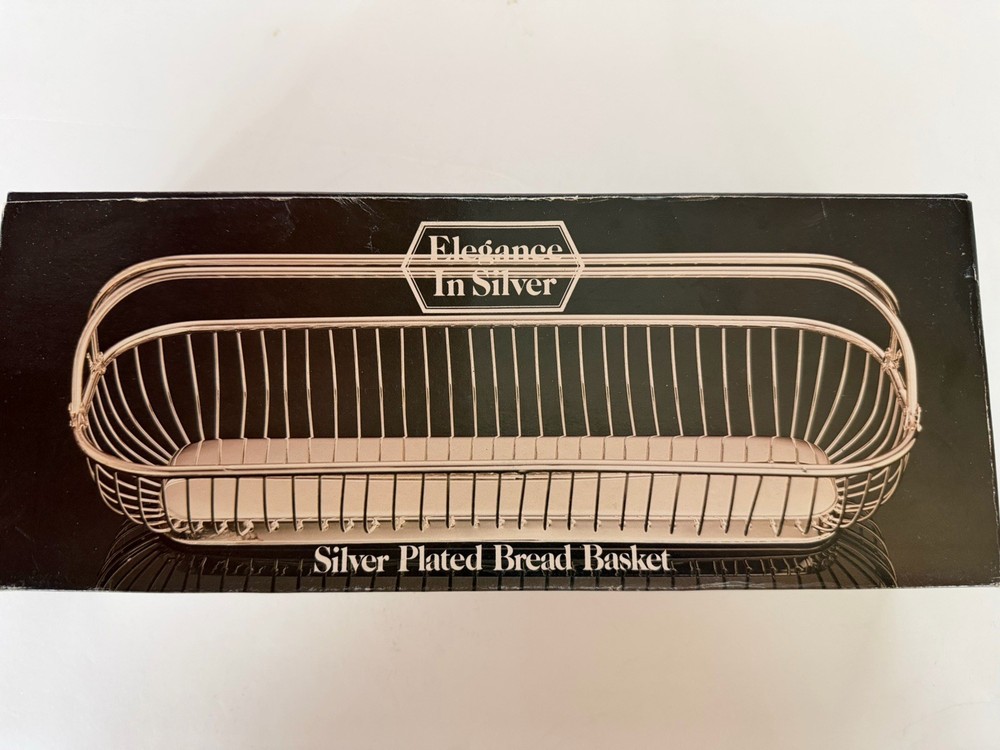 Elegance
In Silver
Silver Plated Bread Basket